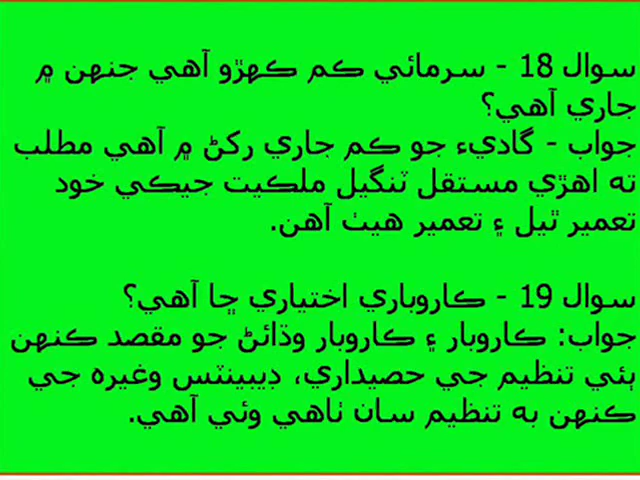 سوال 18 - سرمائي ڪم ڪهڙو آهي جنهن ۾
جاري آهي؟
جواب - گاديءَ جو ڪم جاري رکڻ ۾ آهي مطلب
ته اهڙي مستقل ٽنگيل ملڪيت جيڪي خود
تعمير ٿيل ۽ تعمير هيٺ آهن.
سوال 19 - ڪاروباري اختياري ڇا آهي؟
جواب: ڪاروبار ۽ ڪاروبار وڌائڻ جو مقصد ڪنهن
ٻئي تنظيم جي حصيداري، ڊيبينٽس وغيره جي
ڪنهن به تنظيم سان ٺاهي وئي آهي.